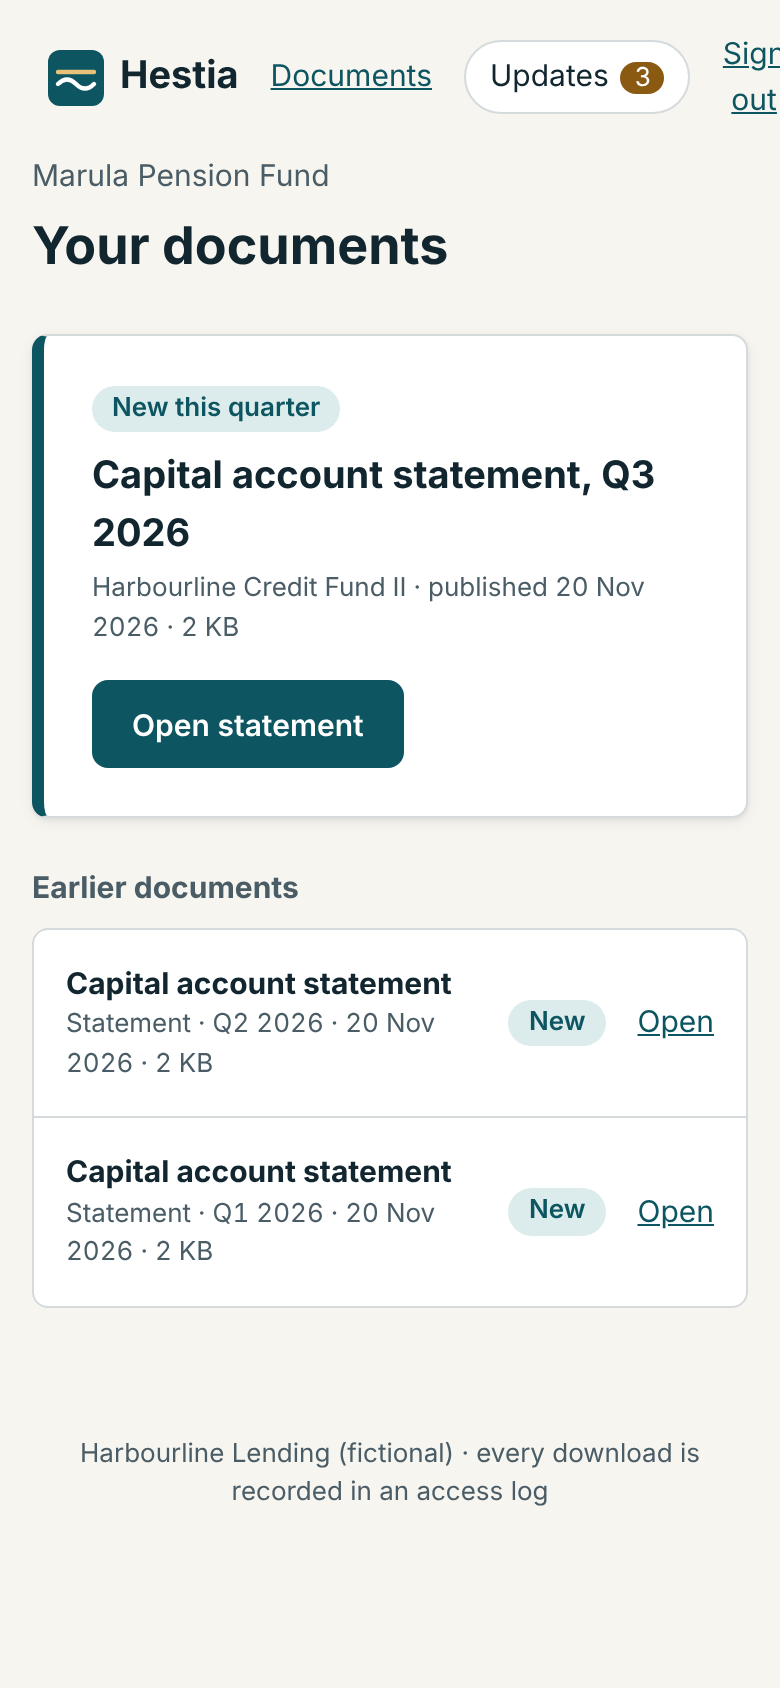 Hestia Documents Updates 3 Sign out
Marula Pension Fund
Your documents
New this quarter
Capital account statement, Q3
2026
Harbourline Credit Fund II · published 20 Nov
2026 · 2 KB
Open statement
Earlier documents
Capital account statement
Statement · Q2 2026 · 20 Nov
2026 · 2 KB
New
Open
Capital account statement
Statement · Q1 2026 · 20 Nov
2026 · 2 KB
New
Open
Harbourline Lending (fictional) · every download is
recorded in an access log